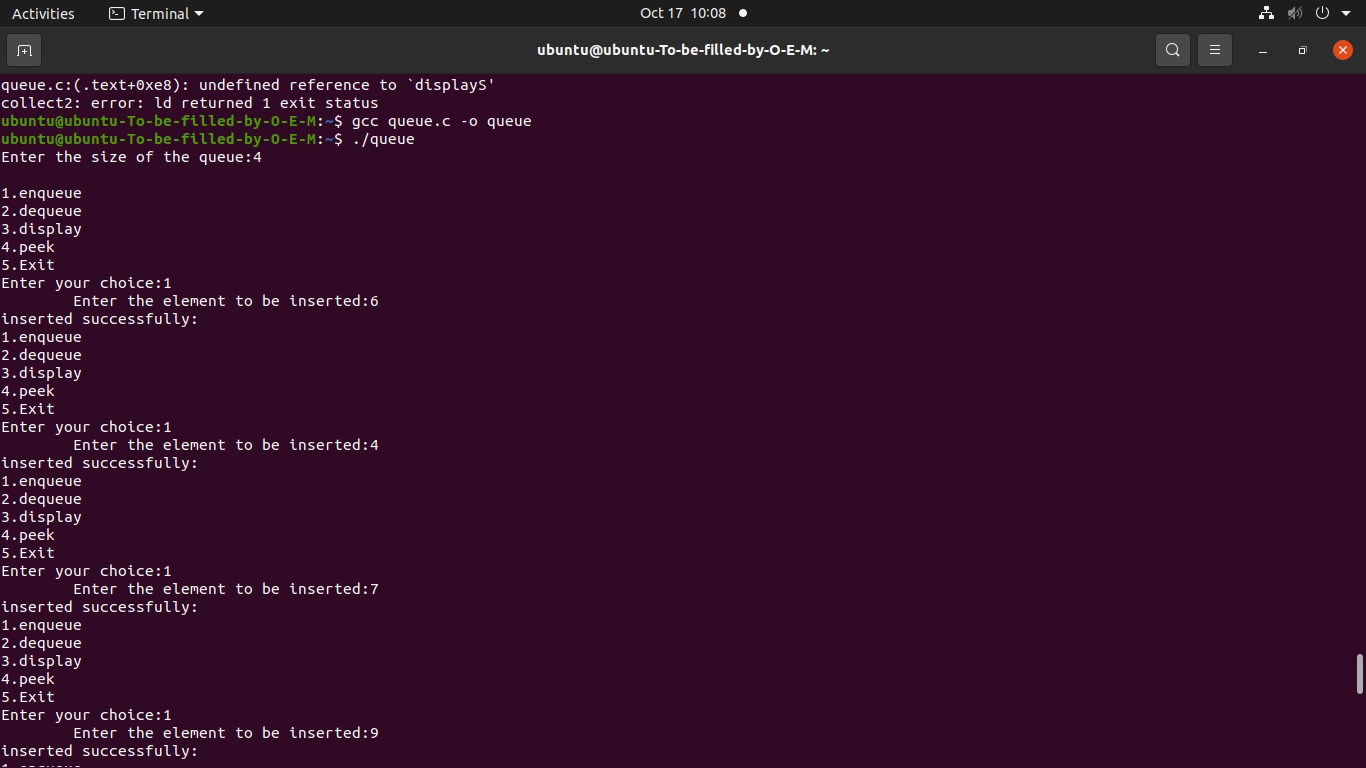 Activities Terminal Oct 17 10:08
ubuntu@ubuntu-To-be-filled-by-O-E-M: ~
queue.c:(.text+0xe8): undefined reference to `displayS'
collect2: error: ld returned 1 exit status
ubuntu@ubuntu-To-be-filled-by-O-E-M:~$ gcc queue.c -o queue
ubuntu@ubuntu-To-be-filled-by-O-E-M:~$ ./queue
Enter the size of the queue:4
1.enqueue
2.dequeue
3.display
4.peek
5.Exit
Enter your choice:1
Enter the element to be inserted:6
inserted successfully:
1.enqueue
2.dequeue
3.display
4.peek
5.Exit
Enter your choice:1
Enter the element to be inserted:4
inserted successfully:
1.enqueue
2.dequeue
3.display
4.peek
5.Exit
Enter your choice:1
Enter the element to be inserted:7
inserted successfully:
1.enqueue
2.dequeue
3.display
4.peek
5.Exit
Enter your choice:1
Enter the element to be inserted:9
inserted successfully:
1.enqueue